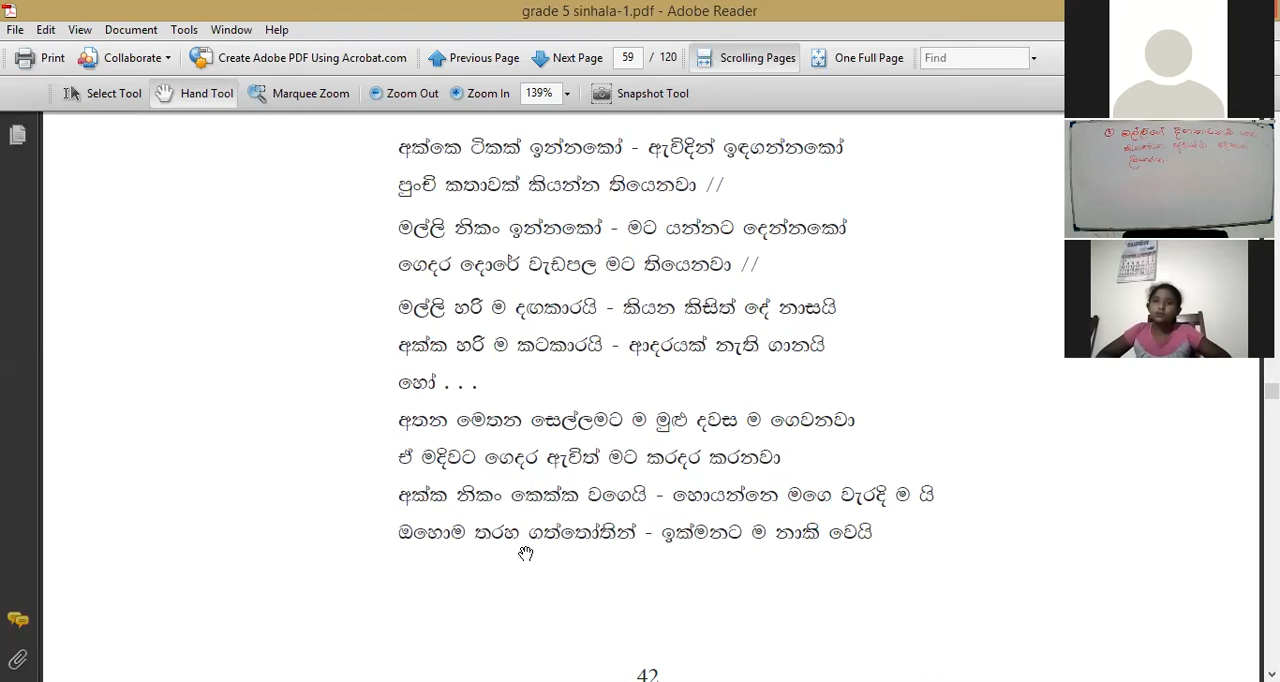 grade 5 sinhala-1.pdf - Adobe Reader
File Edit View Document Tools Window Help
Print Collaborate Create Adobe PDF Using Acrobat.com Previous Page Next Page 59 / 120 Scrolling Pages One Full Page Find
Select Tool Hand Tool Marquee Zoom Zoom Out Zoom In 139% Snapshot Tool
අක්කෙ ටිකක් ඉන්නකෝ - ඇවිදින් ඉඳගන්නකෝ
පුංචි කතාවක් කියන්න තියෙනවා //
මල්ලි නිකං ඉන්නකෝ - මට යන්නට දෙන්නකෝ
ගෙදර දොරේ වැඩපල මට තියෙනවා //
මල්ලි හරි ම දඟකාරයි - කියන කිසිත් දේ නාසයි
අක්ක හරි ම කටකාරයි - ආදරයක් නැති ගානයි
හෝ . . .
අතන මෙතන සෙල්ලමට ම මුළු දවස ම ගෙවනවා
ඒ මදිවට ගෙදර ඇවිත් මට කරදර කරනවා
අක්ක නිකං කෙක්ක වගෙයි - හොයන්නෙ මගෙ වැරදි ම යි
ඔහොම තරහ ගත්තෝතින් - ඉක්මනට ම නාකි වෙයි
42